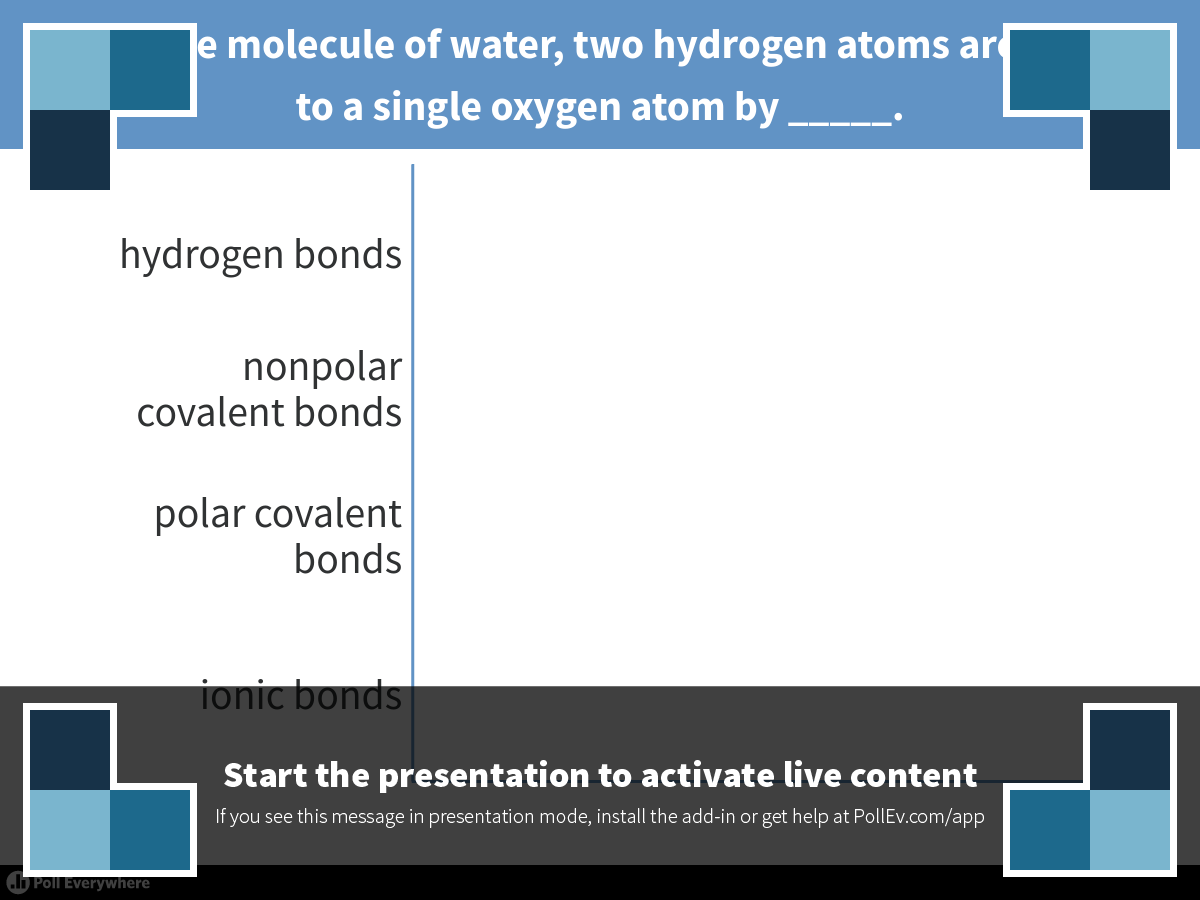 e molecule of water, two hydrogen atoms are
to a single oxygen atom by _____.
hydrogen bonds
nonpolar
covalent bonds
polar covalent
bonds
ionic bonds
Start the presentation to activate live content
If you see this message in presentation mode, install the add-in or get help at PollEv.com/app
Poll Everywhere